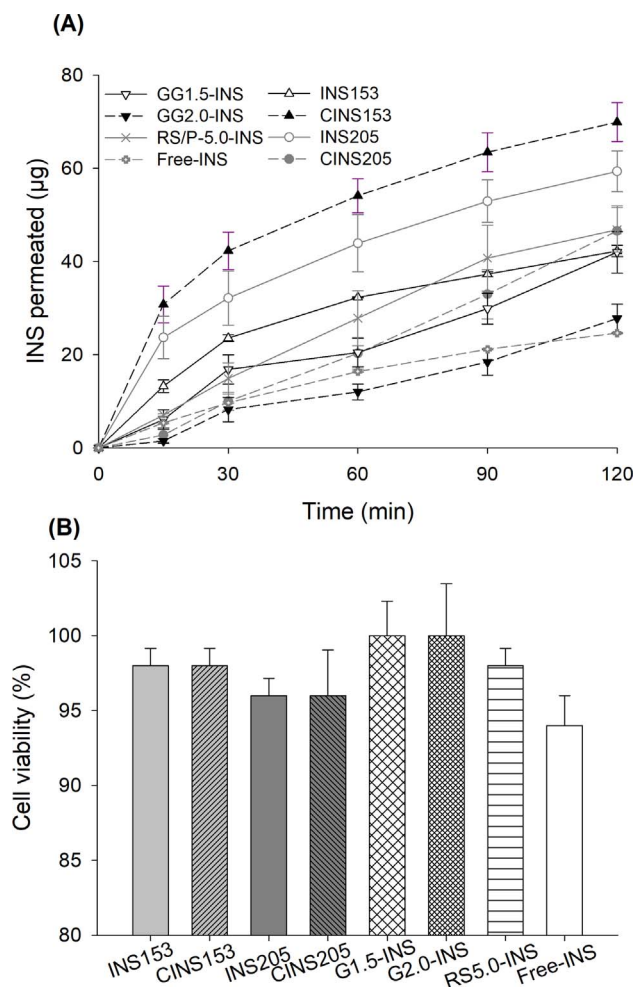 (A)
80
GG1.5-INS INS153
GG2.0-INS CINS153
RS/P-5.0-INS INS205
Free-INS CINS205
60
40
20
0
INS permeated (µg)
0 30 60 90 120
Time (min)
(B)
105
100
95
90
85
80
Cell viability (%)
INS153 CINS153 INS205 CINS205 G1.5-INS G2.0-INS RS5.0-INS Free-INS